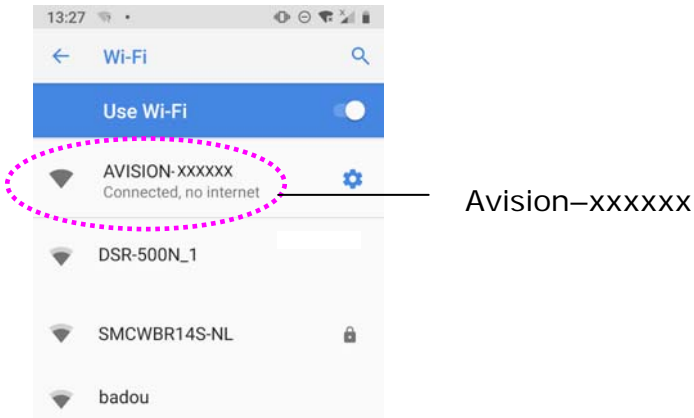 13:27
Wi-Fi
Use Wi-Fi
AVISION-xxxxxx
Connected, no internet
Avision–xxxxxx
DSR-500N_1
SMCWBR14S-NL
badou